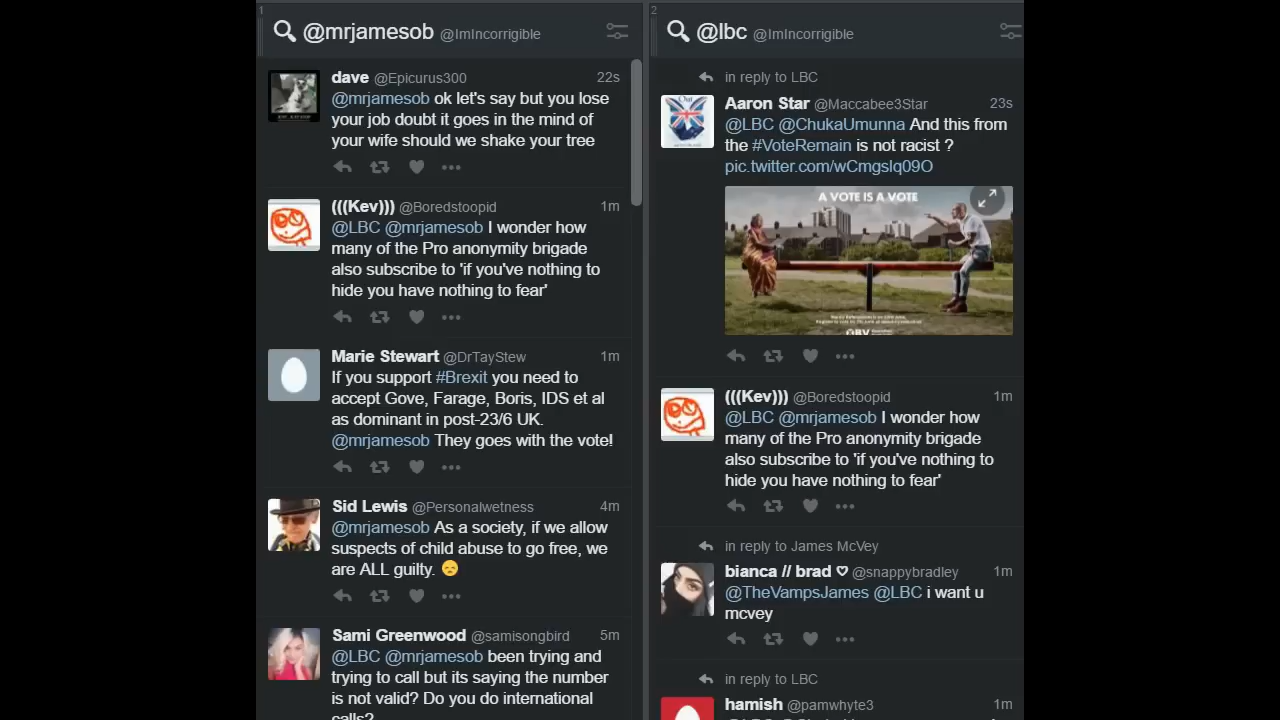 1
@mrjamesob @ImIncorrigible
dave @Epicurus300 22s
@mrjamesob ok let's say but you lose
your job doubt it goes in the mind of
your wife should we shake your tree
(((Kev))) @Boredstoopid 1m
@LBC @mrjamesob I wonder how
many of the Pro anonymity brigade
also subscribe to 'if you've nothing to
hide you have nothing to fear'
Marie Stewart @DrTayStew 1m
If you support #Brexit you need to
accept Gove, Farage, Boris, IDS et al
as dominant in post-23/6 UK.
@mrjamesob They goes with the vote!
Sid Lewis @Personalwetness 4m
@mrjamesob As a society, if we allow
suspects of child abuse to go free, we
are ALL guilty. 😞
Sami Greenwood @samisongbird 5m
@LBC @mrjamesob been trying and
trying to call but its saying the number
is not valid? Do you do international
calls?
2
@lbc @ImIncorrigible
in reply to LBC
Aaron Star @Maccabee3Star 23s
@LBC @ChukaUmunna And this from
the #VoteRemain is not racist ?
pic.twitter.com/wCmgslq09O
A VOTE IS A VOTE
OBV
(((Kev))) @Boredstoopid 1m
@LBC @mrjamesob I wonder how
many of the Pro anonymity brigade
also subscribe to 'if you've nothing to
hide you have nothing to fear'
in reply to James McVey
bianca // brad ♡ @snappybradley 1m
@TheVampsJames @LBC i want u
mcvey
in reply to LBC
hamish @pamwhyte3 1m